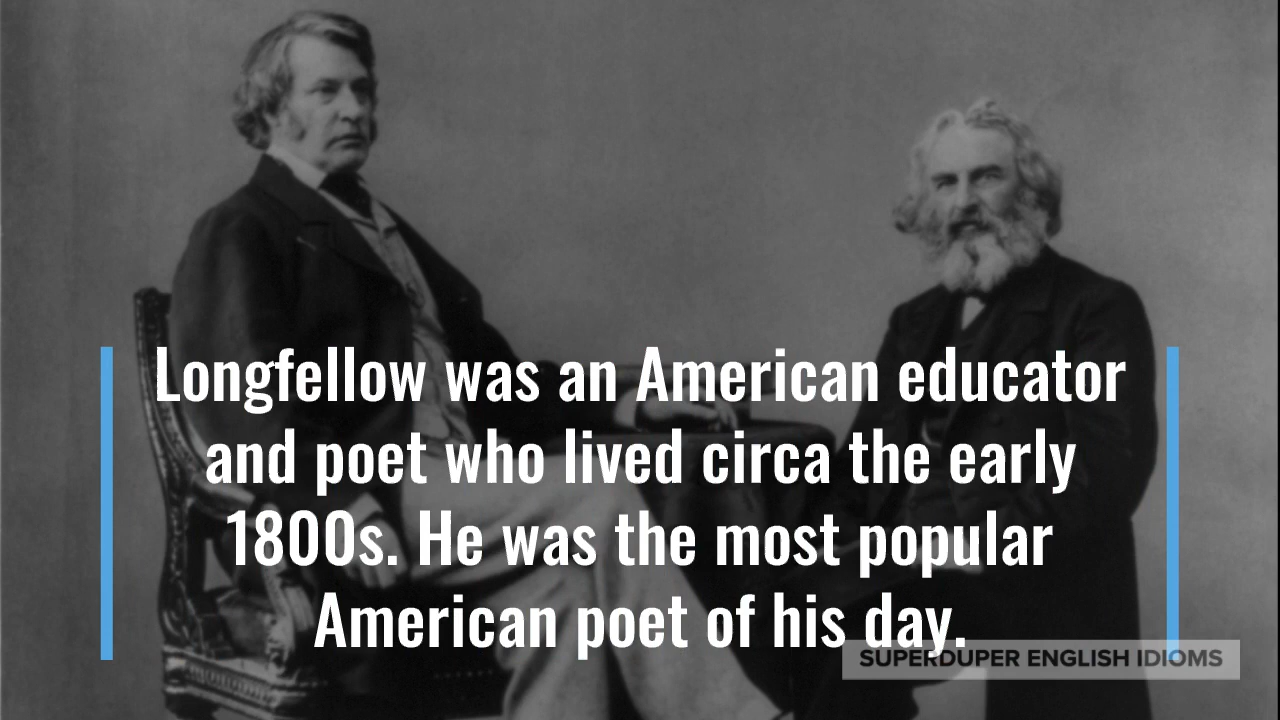 Longfellow was an American educator
and poet who lived circa the early
1800s. He was the most popular
American poet of his day.
SUPERDUPER ENGLISH IDIOMS